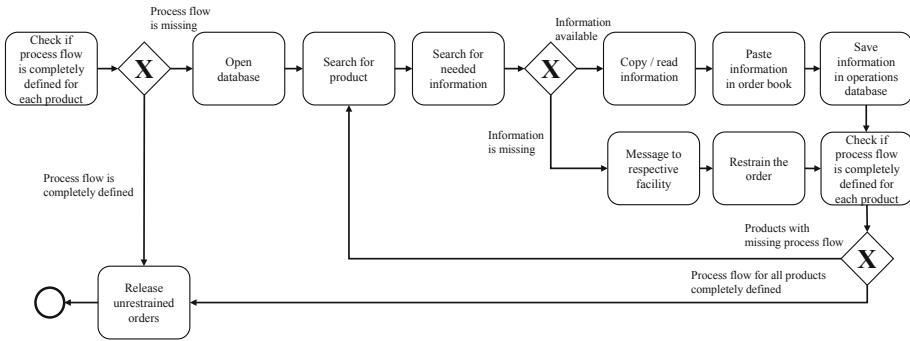 Process flow
is missing
Check if
process flow
is completely
defined for
each product
X
Open
database
Search for
product
Search for
needed
information
Information
available
X
Copy / read
information
Paste
information
in order book
Save
information
in operations
database
Information
is missing
Message to
respective
facility
Restrain the
order
Check if
process flow
is completely
defined for
each product
Process flow is
completely defined
Products with
missing process flow
X
Process flow for all products
completely defined
Release
unrestrained
orders